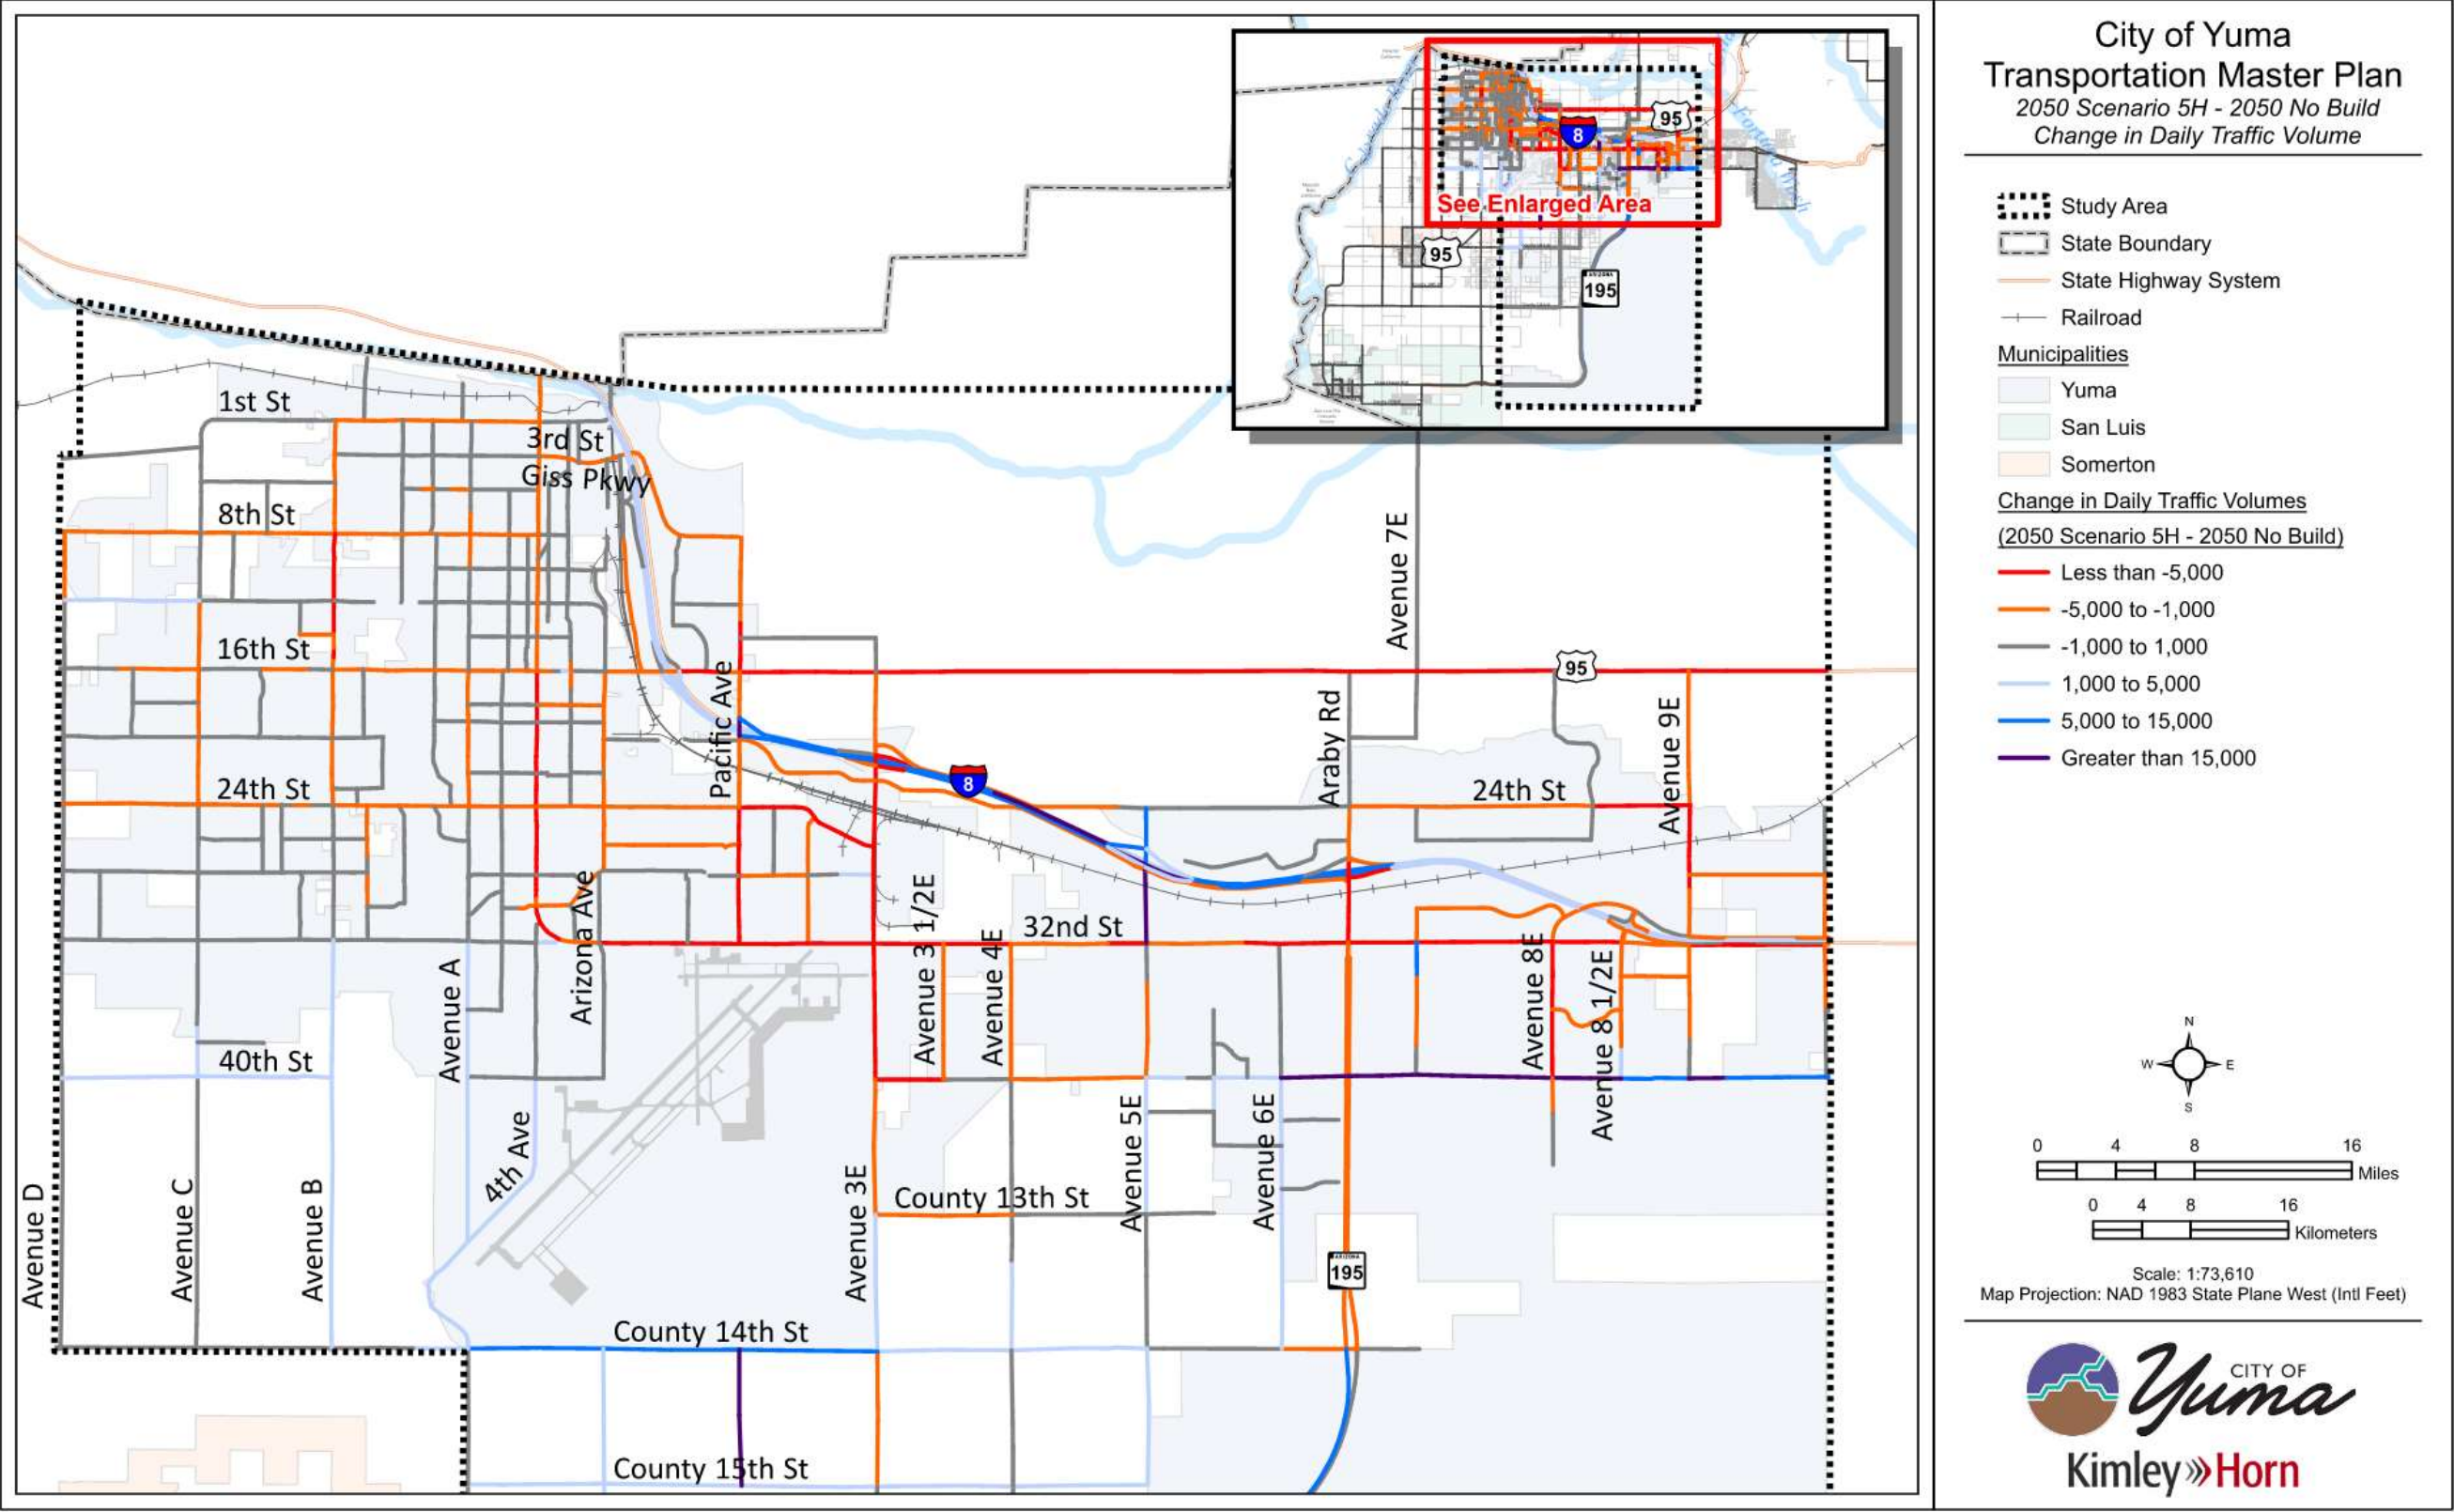 City of Yuma
Transportation Master Plan
2050 Scenario 5H - 2050 No Build
Change in Daily Traffic Volume
Study Area
State Boundary
State Highway System
Railroad
Municipalities
Yuma
San Luis
Somerton
Change in Daily Traffic Volumes
(2050 Scenario 5H - 2050 No Build)
Less than -5,000
-5,000 to -1,000
-1,000 to 1,000
1,000 to 5,000
5,000 to 15,000
Greater than 15,000
N
W E
S
0 4 8 16
Miles
0 4 8 16
Kilometers
Scale: 1:73,610
Map Projection: NAD 1983 State Plane West (Intl Feet)
CITY OF
Yuma
Kimley»Horn
95
8
See Enlarged Area
95
ARIZONA
195
1st St
3rd St
Giss Pkwy
8th St
16th St
24th St
Pacific Ave
Avenue 7E
95
Araby Rd
Avenue 9E
24th St
8
32nd St
Arizona Ave
Avenue A
Avenue 3 1/2E
Avenue 4E
Avenue 8E
Avenue 8 1/2E
40th St
4th Ave
Avenue D
Avenue C
Avenue B
Avenue 3E
Avenue 5E
Avenue 6E
County 13th St
ARIZONA
195
County 14th St
County 15th St